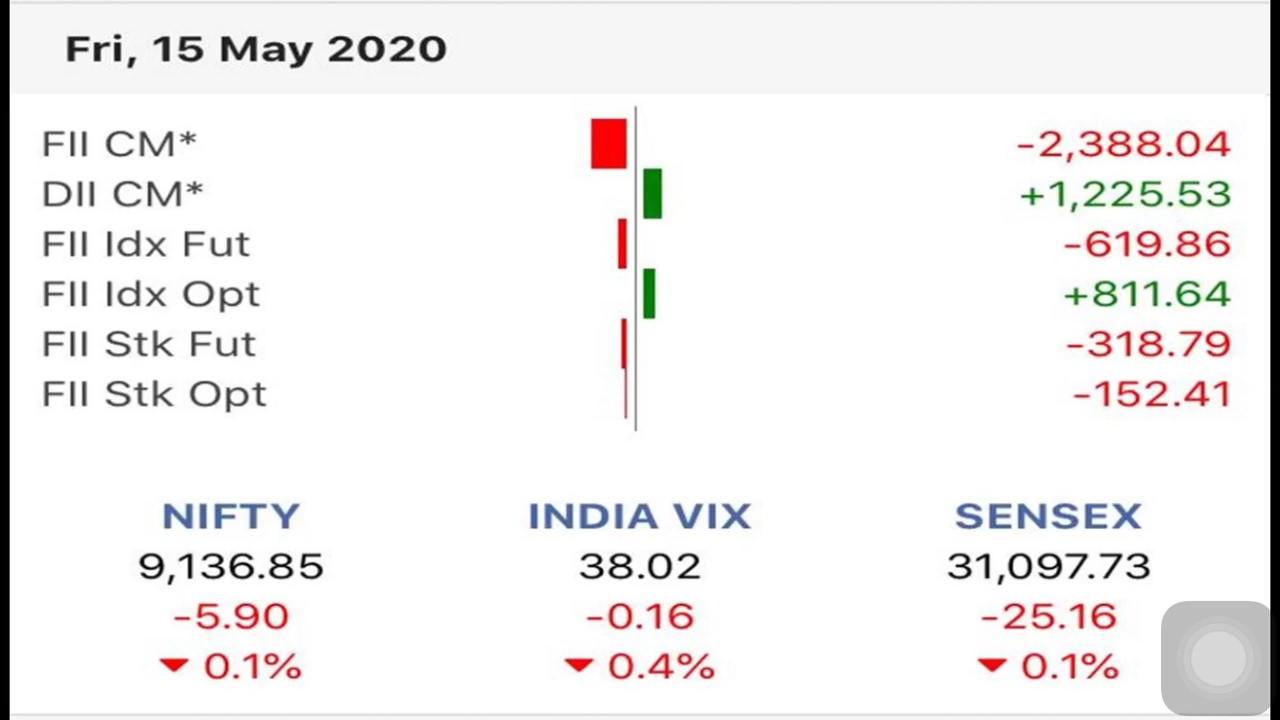 Fri, 15 May 2020
FII CM* -2,388.04
DII CM* +1,225.53
FII Idx Fut -619.86
FII Idx Opt +811.64
FII Stk Fut -318.79
FII Stk Opt -152.41
NIFTY INDIA VIX SENSEX
9,136.85 38.02 31,097.73
-5.90 -0.16 -25.16
▼ 0.1% ▼ 0.4% ▼ 0.1%